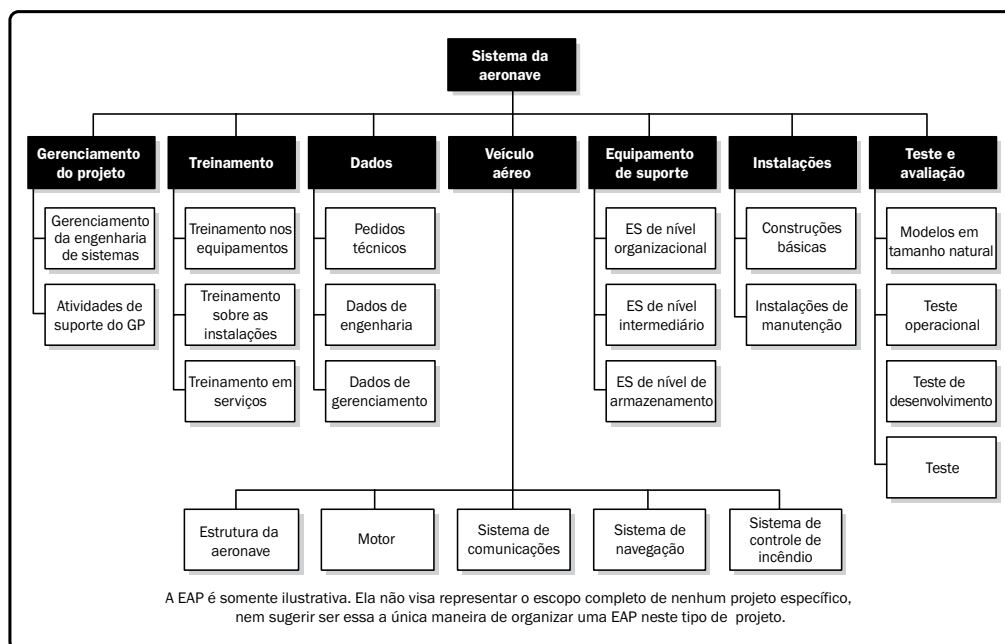 Sistema da
aeronave
Gerenciamento
do projeto
Treinamento
Dados
Veículo
aéreo
Equipamento
de suporte
Instalações
Teste e
avaliação
Gerenciamento
da engenharia
de sistemas
Atividades de
suporte do GP
Treinamento nos
equipamentos
Treinamento
sobre as
instalações
Treinamento em
serviços
Pedidos
técnicos
Dados de
engenharia
Dados de
gerenciamento
ES de nível
organizacional
ES de nível
intermediário
ES de nível de
armazenamento
Construções
básicas
Instalações de
manutenção
Modelos em
tamanho natural
Teste
operacional
Teste de
desenvolvimento
Teste
Estrutura da
aeronave
Motor
Sistema de
comunicações
Sistema de
navegação
Sistema de
controle de
incêndio
A EAP é somente ilustrativa. Ela não visa representar o escopo completo de nenhum projeto específico,
nem sugerir ser essa a única maneira de organizar uma EAP neste tipo de projeto.